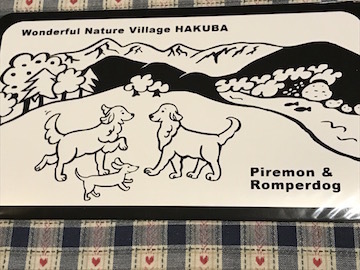 Wonderful Nature Village HAKUBA
Piremon &
Romperdog